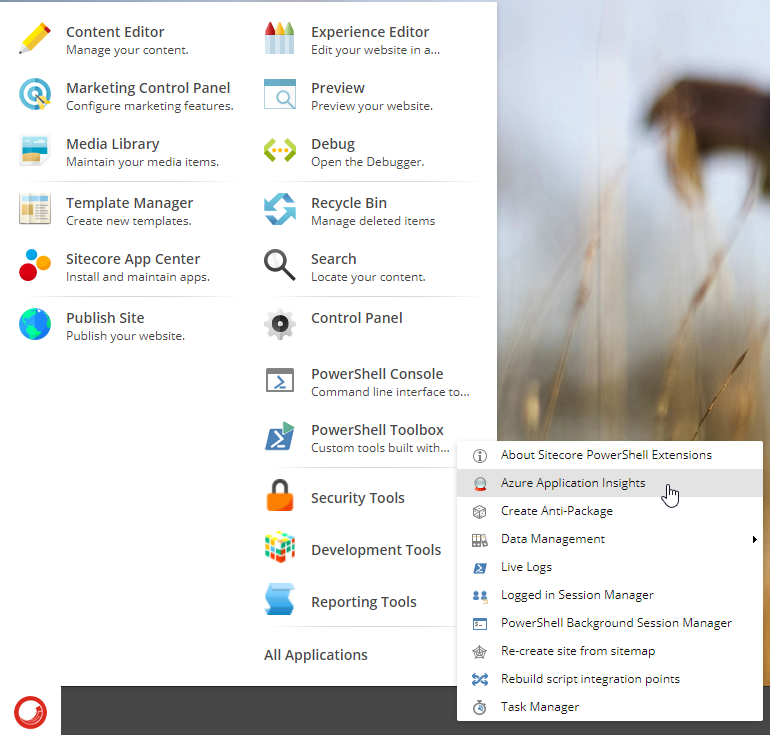 Content Editor
Manage your content.
Marketing Control Panel
Configure marketing features.
Media Library
Maintain your media items.
Template Manager
Create new templates.
Sitecore App Center
Install and maintain apps.
Publish Site
Publish your website.
Experience Editor
Edit your website in a...
Preview
Preview your website.
Debug
Open the Debugger.
Recycle Bin
Manage deleted items
Search
Locate your content.
Control Panel
PowerShell Console
Command line interface to...
PowerShell Toolbox
Custom tools built with...
Security Tools
Development Tools
Reporting Tools
All Applications
About Sitecore PowerShell Extensions
Azure Application Insights
Create Anti-Package
Data Management
Live Logs
Logged in Session Manager
PowerShell Background Session Manager
Re-create site from sitemap
Rebuild script integration points
Task Manager